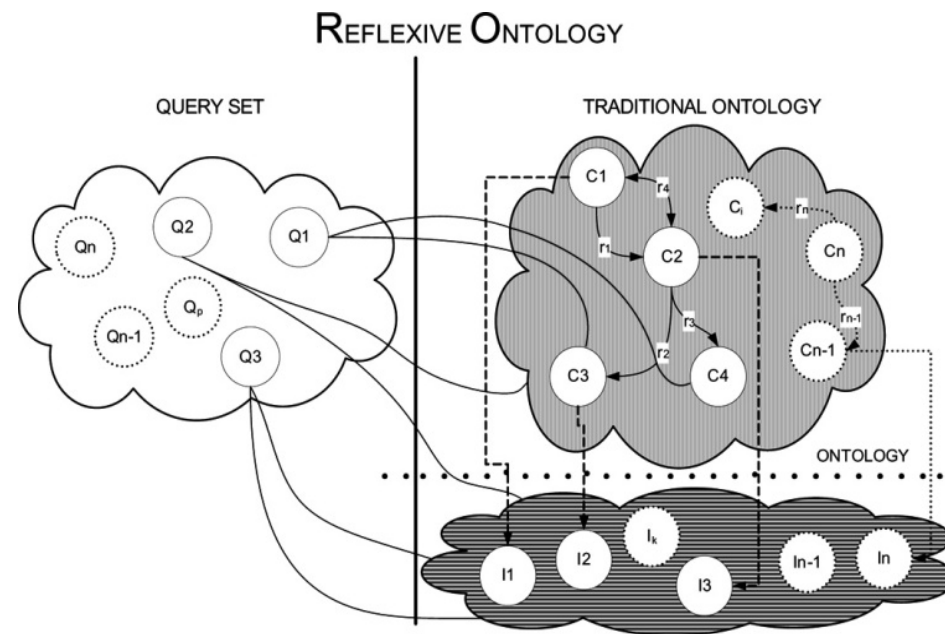 REFLEXIVE ONTOLOGY
QUERY SET
TRADITIONAL ONTOLOGY
C1
r4
Ci
rn
Qn
Q2
Q1
r1
C2
Cn
Qp
r3
rn-1
Qn-1
Q3
r2
Cn-1
C3
C4
ONTOLOGY
Ik
I1
I2
I3
In-1
In